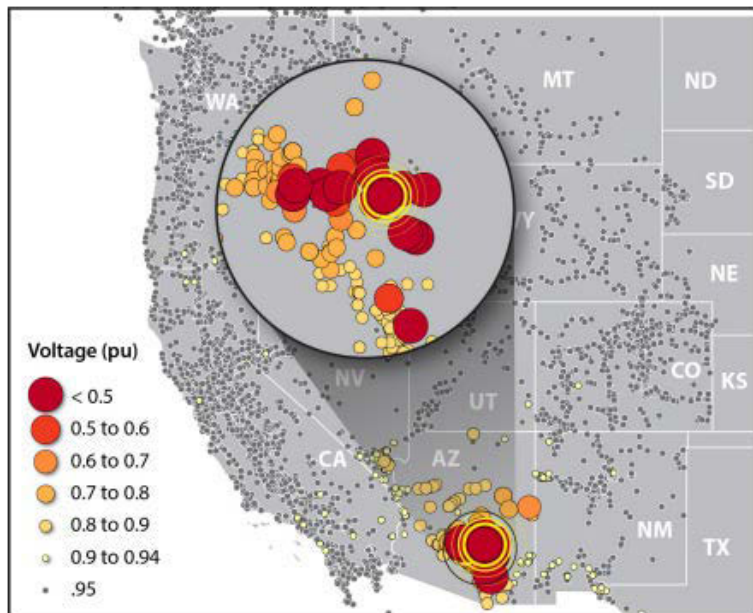 WA
MT
ND
SD
NE
Voltage (pu)
< 0.5
0.5 to 0.6
0.6 to 0.7
0.7 to 0.8
0.8 to 0.9
0.9 to 0.94
.95
NV
UT
CO
KS
CA
AZ
NM
TX